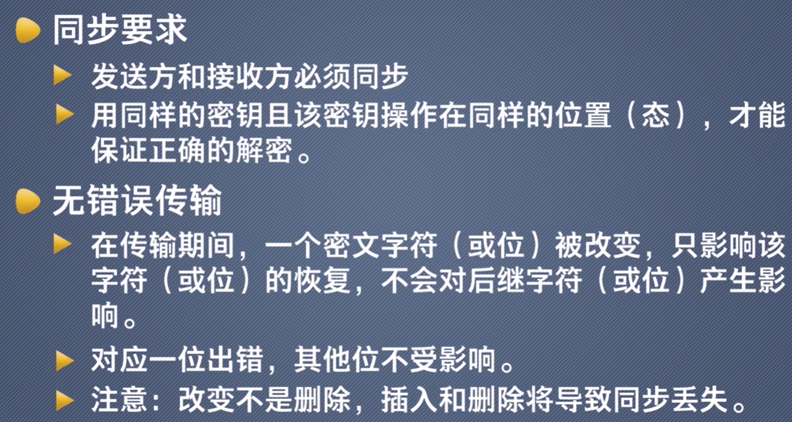 同步要求
发送方和接收方必须同步
用同样的密钥且该密钥操作在同样的位置（态），才能
保证正确的解密。
无错误传输
在传输期间，一个密文字符（或位）被改变，只影响该
字符（或位）的恢复，不会对后继字符（或位）产生影
响。
对应一位出错，其他位不受影响。
注意：改变不是删除，插入和删除将导致同步丢失。